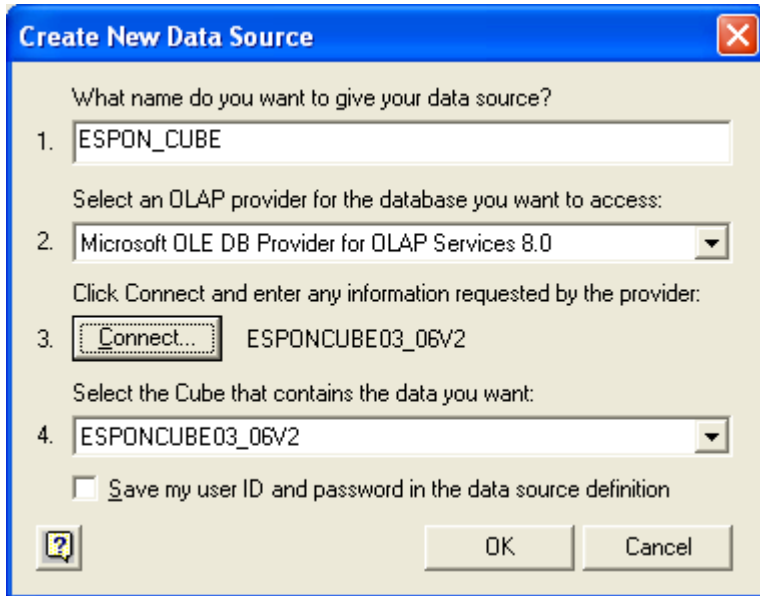 Create New Data Source
What name do you want to give your data source?
1. ESPON_CUBE
Select an OLAP provider for the database you want to access:
2. Microsoft OLE DB Provider for OLAP Services 8.0
Click Connect and enter any information requested by the provider:
3. Connect... ESPONCUBE03_06V2
Select the Cube that contains the data you want:
4. ESPONCUBE03_06V2
Save my user ID and password in the data source definition
? OK Cancel